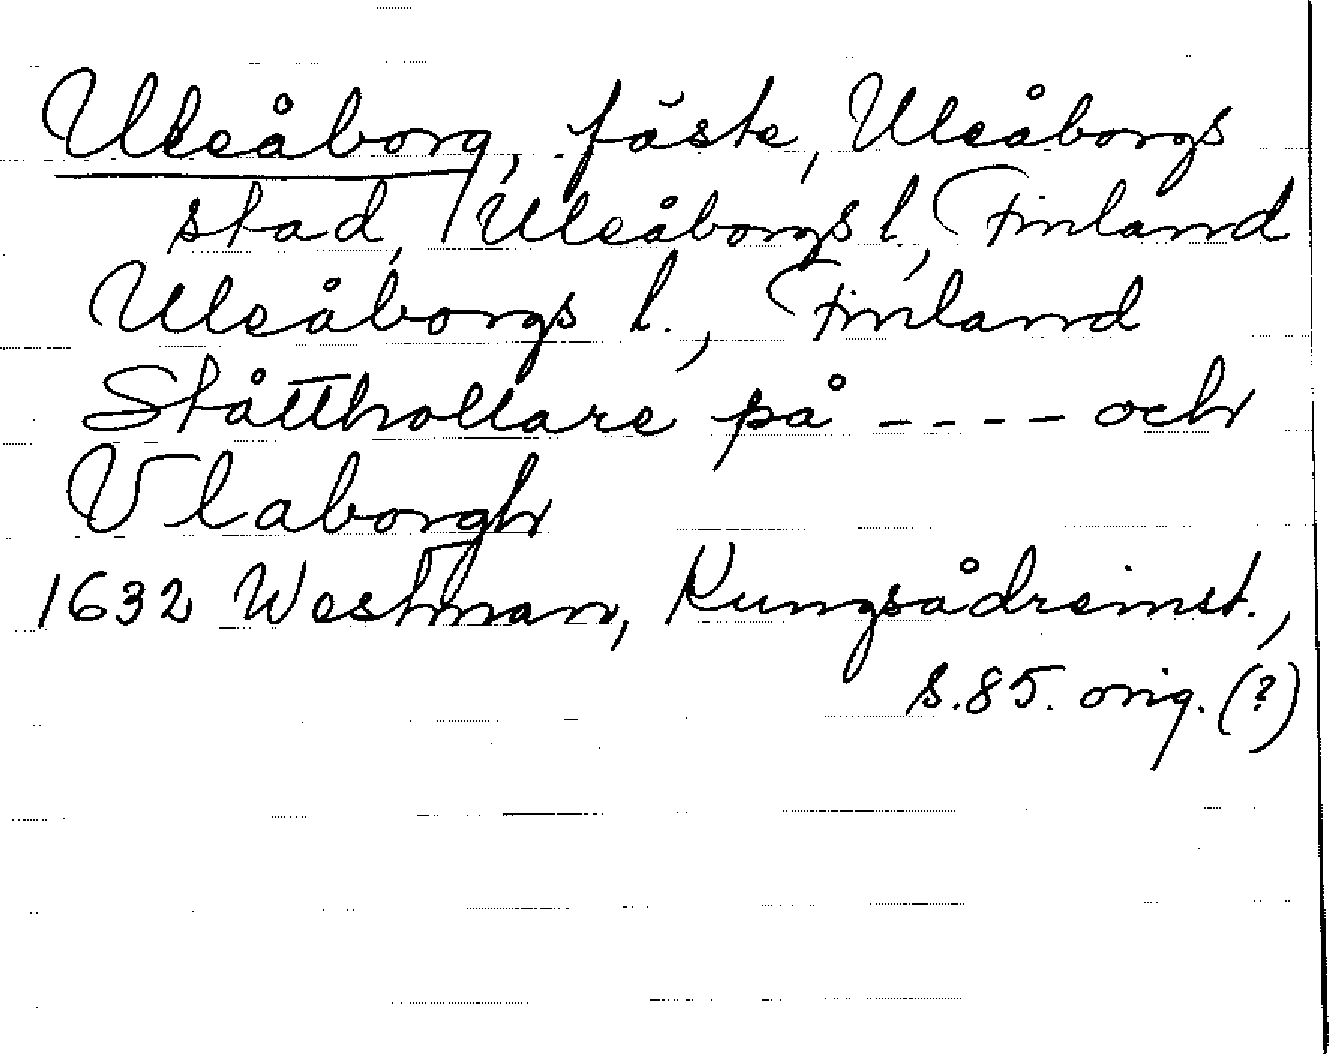 Uleåborg, fäste, Uleåborgs
stad, Uleåborgs l., Finland
Uleåborgs l., Finland
Ståtthollare på ---- och
Vlaborgh
1632 Westman, Kungsådreinst.,
s.85. orig. (?)